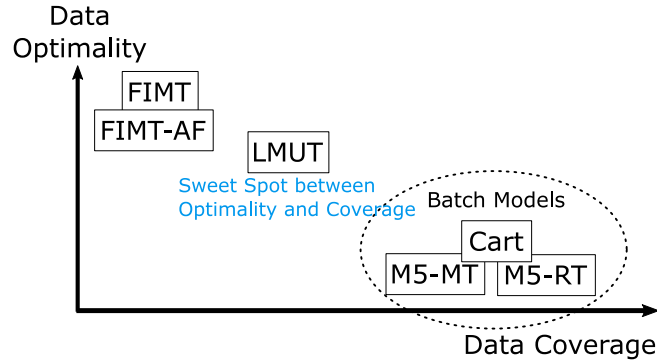 Data
Optimality
FIMT
FIMT-AF
LMUT
Sweet Spot between
Optimality and Coverage
Batch Models
Cart
M5-MT
M5-RT
Data Coverage